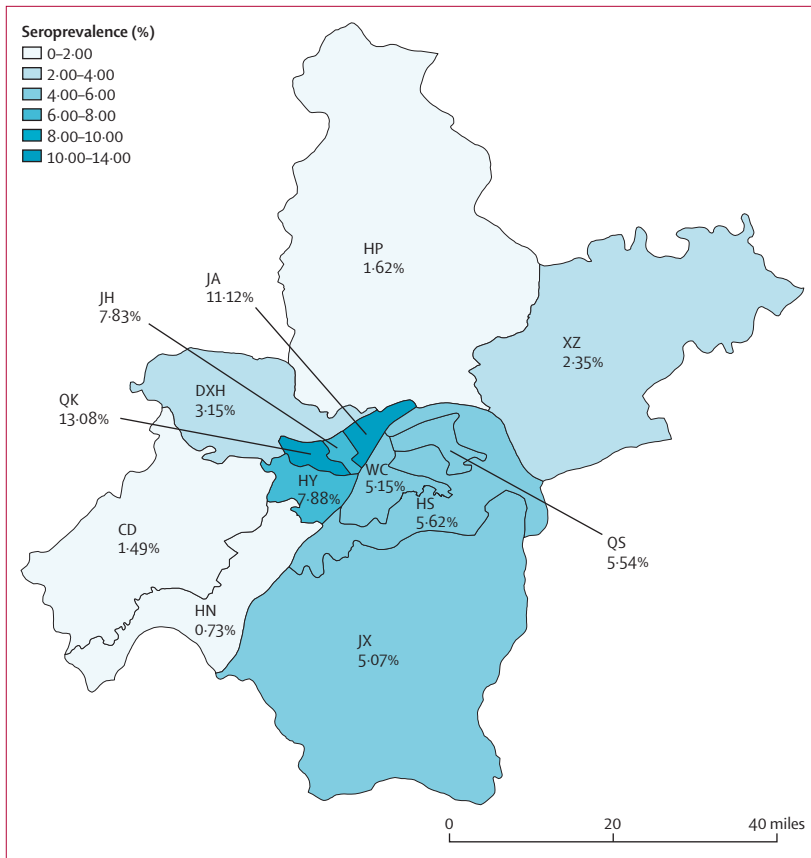 Seroprevalence (%)
0–2·00
2·00–4·00
4·00–6·00
6·00–8·00
8·00–10·00
10·00–14·00
HP
1·62%
JA
11·12%
JH
7·83%
XZ
2·35%
DXH
3·15%
QK
13·08%
WC
5·15%
HY
7·88%
HS
5·62%
CD
1·49%
QS
5·54%
HN
0·73%
JX
5·07%
0 20 40 miles